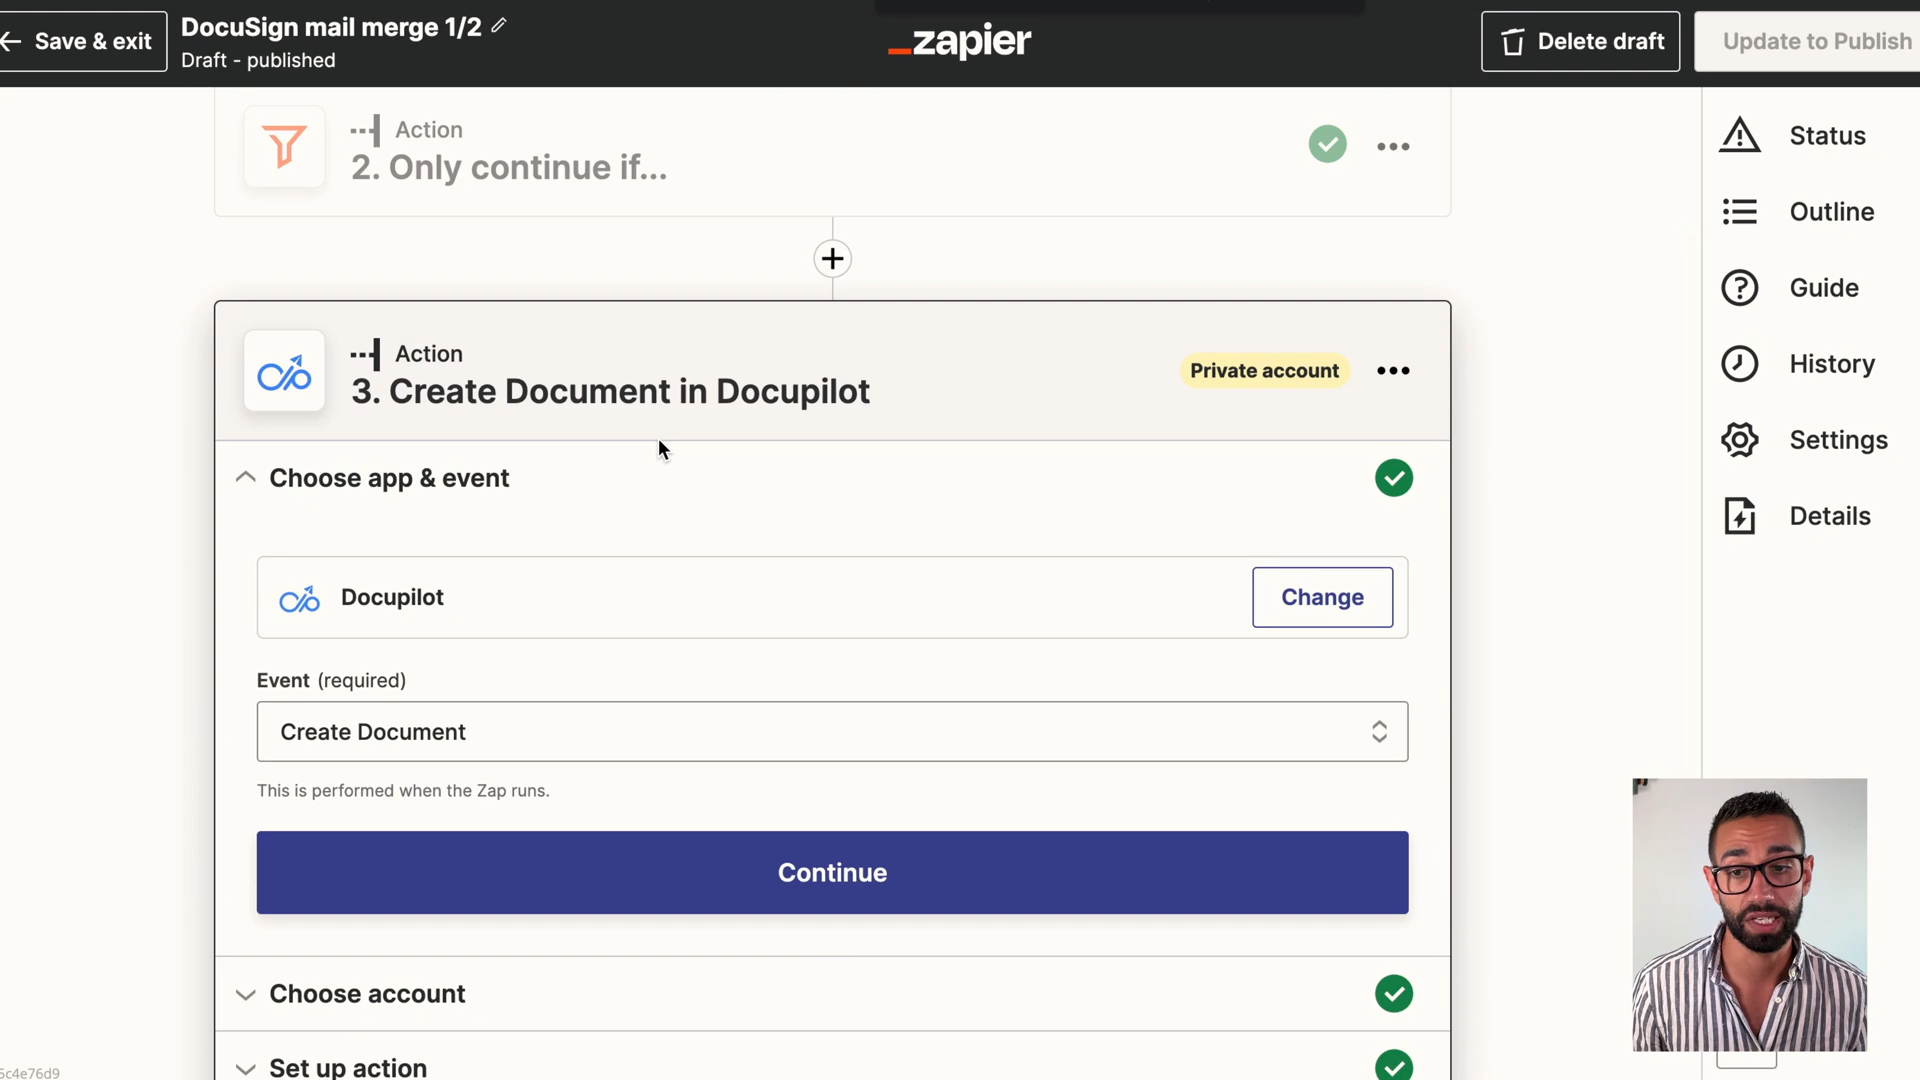 Save & exit
DocuSign mail merge 1/2
Draft - published
zapier
Delete draft
Update to Publish
Action
2. Only continue if...
Action
3. Create Document in Docupilot
Private account
Choose app & event
Docupilot
Change
Event (required)
Create Document
This is performed when the Zap runs.
Continue
Choose account
Set up action
Status
Outline
Guide
History
Settings
Details
5c4e76d9